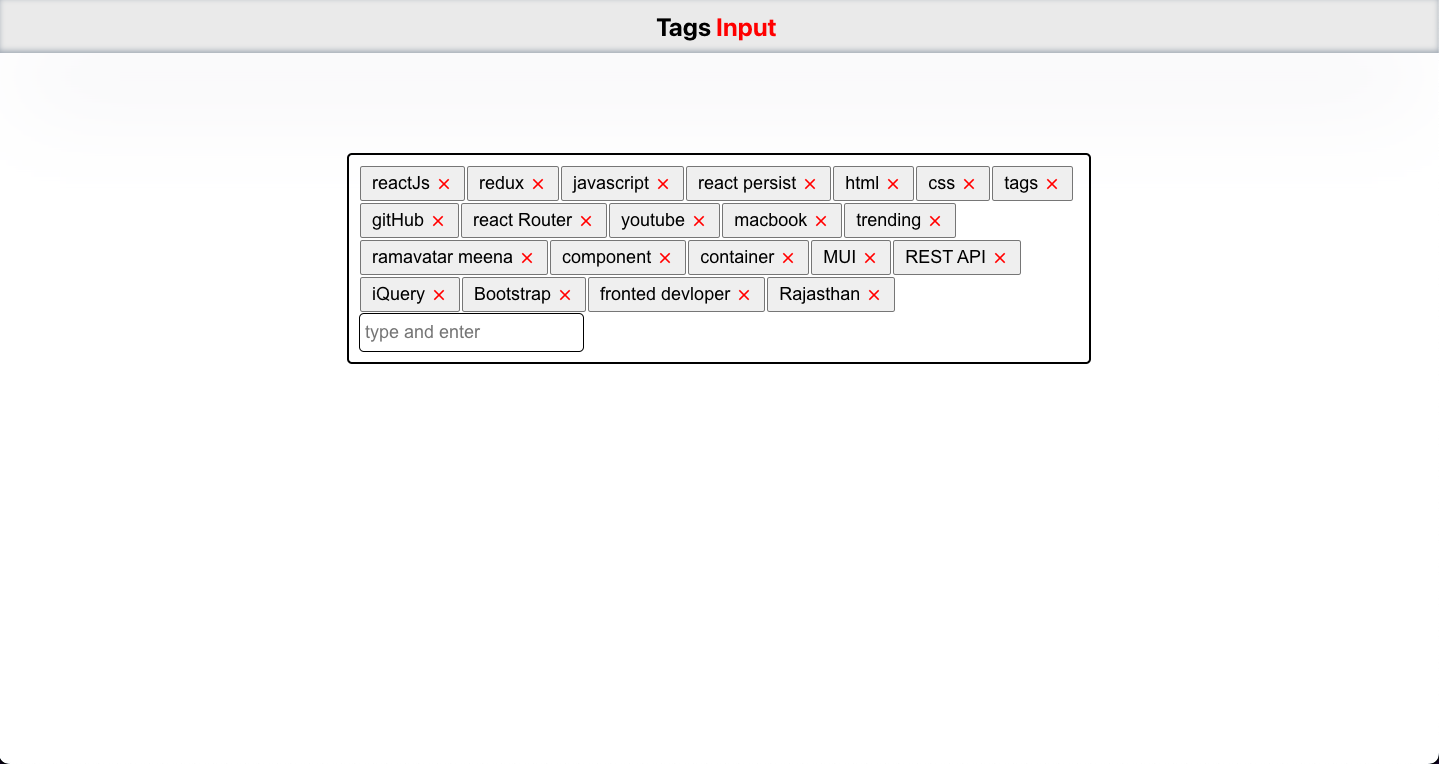 Tags Input
reactJs × redux × javascript × react persist × html × css × tags ×
gitHub × react Router × youtube × macbook × trending ×
ramavatar meena × component × container × MUI × REST API ×
iQuery × Bootstrap × fronted devloper × Rajasthan ×
type and enter